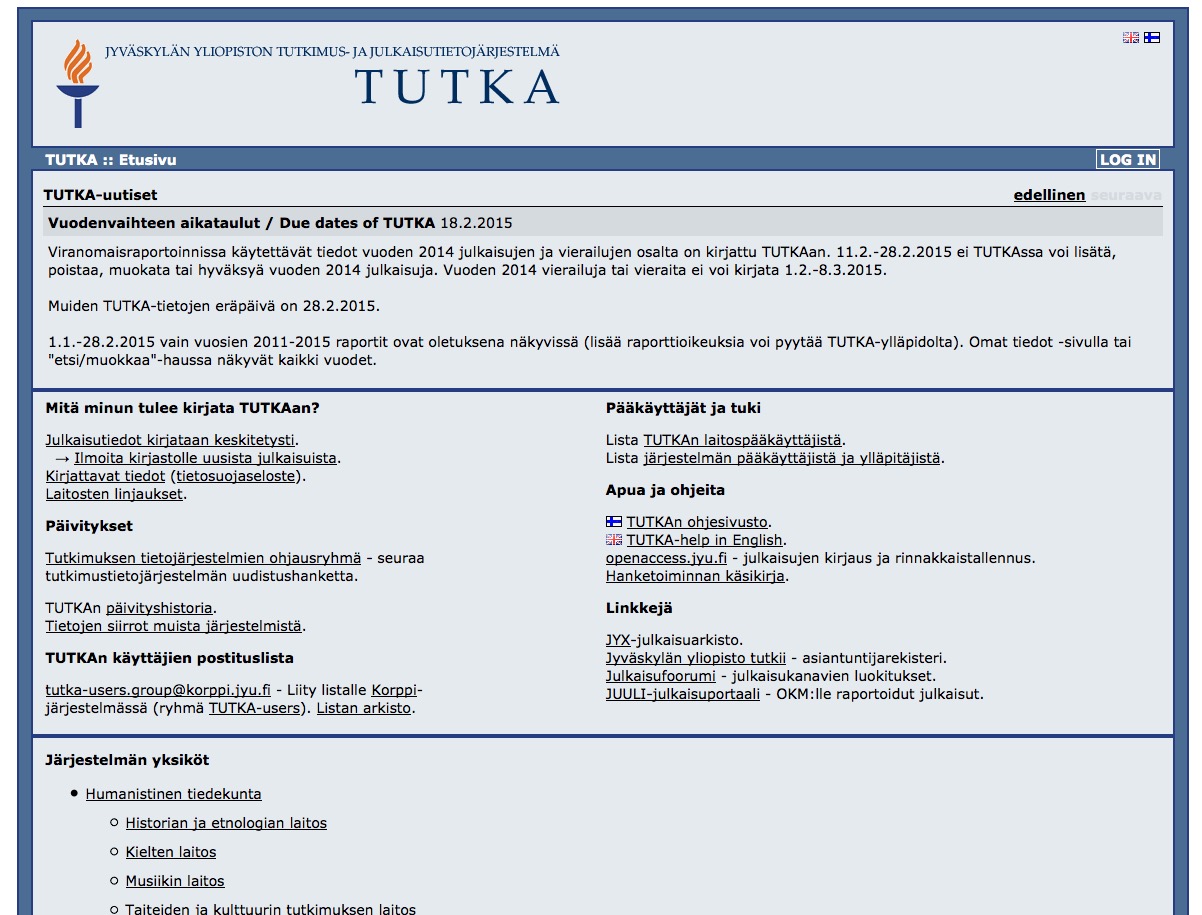 JYVÄSKYLÄN YLIOPISTON TUTKIMUS- JA JULKAISUTIETOJÄRJESTELMÄ
TUTKA
TUTKA :: Etusivu
LOG IN
TUTKA-uutiset
edellinen seuraava
Vuodenvaihteen aikataulut / Due dates of TUTKA 18.2.2015
Viranomaisraportoinnissa käytettävät tiedot vuoden 2014 julkaisujen ja vierailujen osalta on kirjattu TUTKAan. 11.2.-28.2.2015 ei TUTKAssa voi lisätä,
poistaa, muokata tai hyväksyä vuoden 2014 julkaisuja. Vuoden 2014 vierailuja tai vieraita ei voi kirjata 1.2.-8.3.2015.
Muiden TUTKA-tietojen eräpäivä on 28.2.2015.
1.1.-28.2.2015 vain vuosien 2011-2015 raportit ovat oletuksena näkyvissä (lisää raporttioikeuksia voi pyytää TUTKA-ylläpidolta). Omat tiedot -sivulla tai
"etsi/muokkaa"-haussa näkyvät kaikki vuodet.
Mitä minun tulee kirjata TUTKAan?
Julkaisutiedot kirjataan keskitetysti.
→ Ilmoita kirjastolle uusista julkaisuista.
Kirjattavat tiedot (tietosuojaseloste).
Laitosten linjaukset.
Päivitykset
Tutkimuksen tietojärjestelmien ohjausryhmä - seuraa
tutkimustietojärjestelmän uudistushanketta.
TUTKAn päivityshistoria.
Tietojen siirrot muista järjestelmistä.
TUTKAn käyttäjien postituslista
tutka-users.group@korppi.jyu.fi - Liity listalle Korppi-
järjestelmässä (ryhmä TUTKA-users). Listan arkisto.
Pääkäyttäjät ja tuki
Lista TUTKAn laitospääkäyttäjistä.
Lista järjestelmän pääkäyttäjistä ja ylläpitäjistä.
Apua ja ohjeita
TUTKAn ohjesivusto.
TUTKA-help in English.
openaccess.jyu.fi - julkaisujen kirjaus ja rinnakkaistallennus.
Hanketoiminnan käsikirja.
Linkkejä
JYX-julkaisuarkisto.
Jyväskylän yliopisto tutkii - asiantuntijarekisteri.
Julkaisufoorumi - julkaisukanavien luokitukset.
JUULI-julkaisuportaali - OKM:lle raportoidut julkaisut.
Järjestelmän yksiköt
Humanistinen tiedekunta
Historian ja etnologian laitos
Kielten laitos
Musiikin laitos
Taiteiden ja kulttuurin tutkimuksen laitos